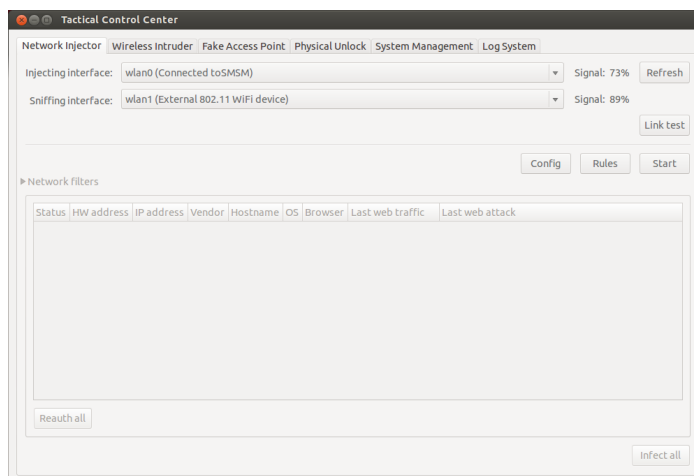 Tactical Control Center
Network Injector Wireless Intruder Fake Access Point Physical Unlock System Management Log System
Injecting interface: wlan0 (Connected toSMSM) Signal: 73% Refresh
Sniffing interface: wlan1 (External 802.11 WiFi device) Signal: 89%
Link test
Config Rules Start
Network filters
Status HW address IP address Vendor Hostname OS Browser Last web traffic Last web attack
Reauth all
Infect all